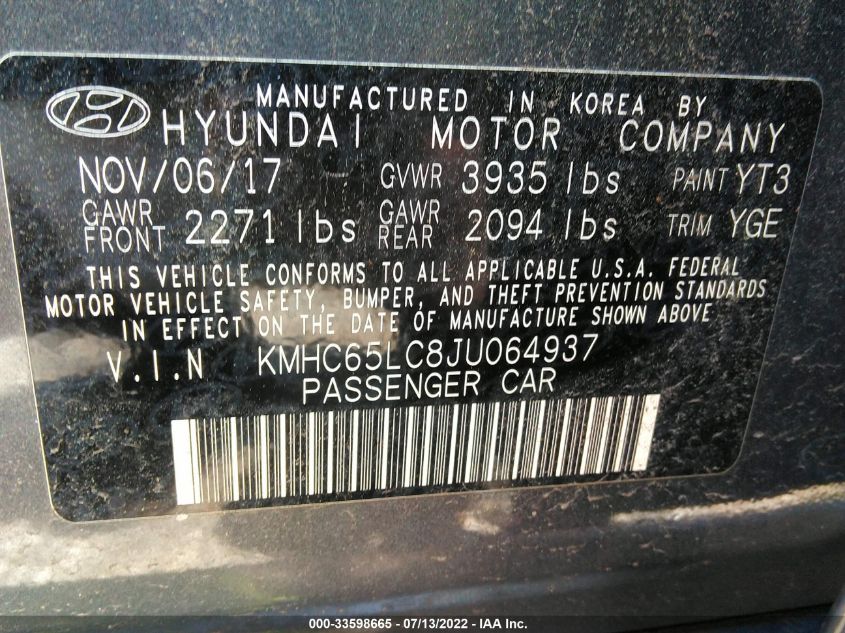 MANUFACTURED IN KOREA BY
HYUNDAI MOTOR COMPANY
NOV/06/17 GVWR 3935 lbs PAINT YT3
GAWR FRONT 2271 lbs GAWR REAR 2094 lbs TRIM YGE
THIS VEHICLE CONFORMS TO ALL APPLICABLE U.S.A. FEDERAL
MOTOR VEHICLE SAFETY, BUMPER, AND THEFT PREVENTION STANDARDS
IN EFFECT ON THE DATE OF MANUFACTURE SHOWN ABOVE
V.I.N KMHC65LC8JU064937
PASSENGER CAR
000-33598665 - 07/13/2022 - IAA Inc.